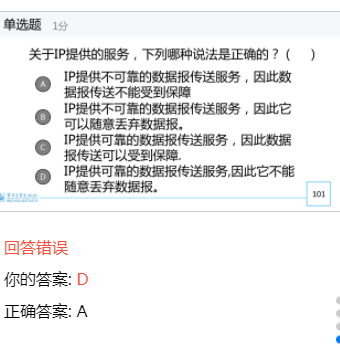 单选题 1分
关于IP提供的服务，下列哪种说法是正确的？( )
A IP提供不可靠的数据报传送服务，因此数
据报传送不能受到保障
B IP提供不可靠的数据报传送服务，因此它
可以随意丢弃数据报。
C IP提供可靠的数据报传送服务，因此数据
报传送可以受到保障.
D IP提供可靠的数据报传送服务,因此它不能
随意丢弃数据报。
101
回答错误
你的答案: D
正确答案: A